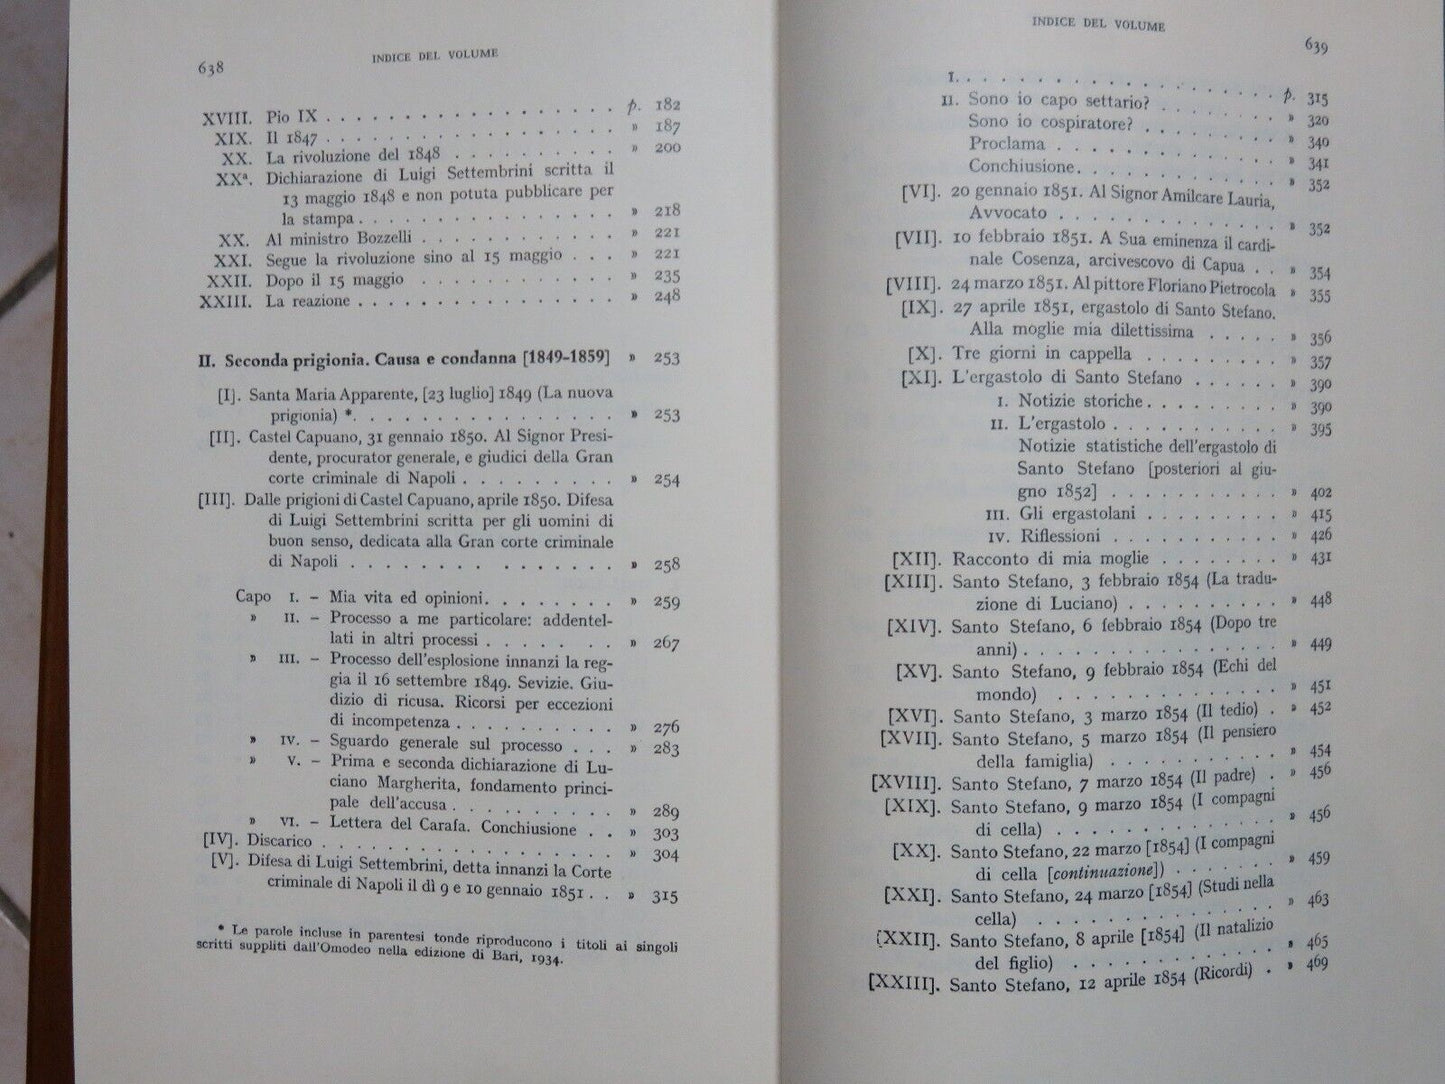 638
INDICE DEL VOLUME
XVIII. Pio IX . . . . . . . . . . . . . . . p. 182
XIX. Il 1847 . . . . . . . . . . . . . . . » 187
XX. La rivoluzione del 1848 . . . . . . . . . . » 200
XXª. Dichiarazione di Luigi Settembrini scritta il
13 maggio 1848 e non potuta pubblicare per
la stampa . . . . . . . . . . . . . . » 218
XX. Al ministro Bozzelli . . . . . . . . . . . » 221
XXI. Segue la rivoluzione sino al 15 maggio . . . » 221
XXII. Dopo il 15 maggio . . . . . . . . . . . » 235
XXIII. La reazione . . . . . . . . . . . . . . » 248
II. Seconda prigionia. Causa e condanna [1849-1859] » 253
[I]. Santa Maria Apparente, [23 luglio] 1849 (La nuova
prigionia) *. . . . . . . . . . . . . . » 253
[II]. Castel Capuano, 31 gennaio 1850. Al Signor Presi-
dente, procurator generale, e giudici della Gran
corte criminale di Napoli . . . . . . . . . » 254
[III]. Dalle prigioni di Castel Capuano, aprile 1850. Difesa
di Luigi Settembrini scritta per gli uomini di
buon senso, dedicata alla Gran corte criminale
di Napoli . . . . . . . . . . . . . . » 258
Capo I. – Mia vita ed opinioni. . . . . . . . » 259
» II. – Processo a me particolare: addentel-
lati in altri processi . . . . . . . » 267
» III. – Processo dell'esplosione innanzi la reg-
gia il 16 settembre 1849. Sevizie. Giu-
dizio di ricusa. Ricorsi per eccezioni
di incompetenza . . . . . . . . . » 276
» IV. – Sguardo generale sul processo . . . » 283
» V. – Prima e seconda dichiarazione di Lu-
ciano Margherita, fondamento princi-
pale dell'accusa . . . . . . . . . » 289
» VI. – Lettera del Carafa. Conchiusione . . » 303
[IV]. Discarico . . . . . . . . . . . . . . . » 304
[V]. Difesa di Luigi Settembrini, detta innanzi la Corte
criminale di Napoli il dì 9 e 10 gennaio 1851 . . » 315
* Le parole incluse in parentesi tonde riproducono i titoli ai singoli
scritti suppliti dall'Omodeo nella edizione di Bari, 1934.
INDICE DEL VOLUME
639
I. . . . . . . . . . . . . . . . p. 315
II. Sono io capo settario? . . . . . . . » 320
Sono io cospiratore? . . . . . . . . » 340
Proclama . . . . . . . . . . . . » 341
Conchiusione . . . . . . . . . . . » 352
[VI]. 20 gennaio 1851. Al Signor Amilcare Lauria,
Avvocato . . . . . . . . . . . . . » 352
[VII]. 10 febbraio 1851. A Sua eminenza il cardi-
nale Cosenza, arcivescovo di Capua . . » 354
[VIII]. 24 marzo 1851. Al pittore Floriano Pietrocola » 355
[IX]. 27 aprile 1851, ergastolo di Santo Stefano.
Alla moglie mia dilettissima . . . . . » 356
[X]. Tre giorni in cappella . . . . . . . . . » 357
[XI]. L'ergastolo di Santo Stefano . . . . . . » 390
I. Notizie storiche . . . . . . . . . » 390
II. L'ergastolo . . . . . . . . . . . » 395
Notizie statistiche dell'ergastolo di
Santo Stefano [posteriori al giu-
gno 1852] . . . . . . . . . . . » 402
III. Gli ergastolani . . . . . . . . . » 415
IV. Riflessioni . . . . . . . . . . . » 426
[XII]. Racconto di mia moglie . . . . . . . . » 431
[XIII]. Santo Stefano, 3 febbraio 1854 (La tradu-
zione di Luciano) . . . . . . . . . . » 448
[XIV]. Santo Stefano, 6 febbraio 1854 (Dopo tre
anni) . . . . . . . . . . . . . . . » 449
[XV]. Santo Stefano, 9 febbraio 1854 (Echi del
mondo) . . . . . . . . . . . . . . » 451
[XVI]. Santo Stefano, 3 marzo 1854 (Il tedio) . » 452
[XVII]. Santo Stefano, 5 marzo 1854 (Il pensiero
della famiglia) . . . . . . . . . . . » 454
[XVIII]. Santo Stefano, 7 marzo 1854 (Il padre) . » 456
[XIX]. Santo Stefano, 9 marzo 1854 (I compagni
di cella) . . . . . . . . . . . . . . » 456
[XX]. Santo Stefano, 22 marzo [1854] (I compagni
di cella [continuazione]) . . . . . . . » 459
[XXI]. Santo Stefano, 24 marzo [1854] (Studi nella
cella) . . . . . . . . . . . . . . . » 463
[XXII]. Santo Stefano, 8 aprile [1854] (Il natalizio
del figlio) . . . . . . . . . . . . . » 465
[XXIII]. Santo Stefano, 12 aprile 1854 (Ricordi) . » 469